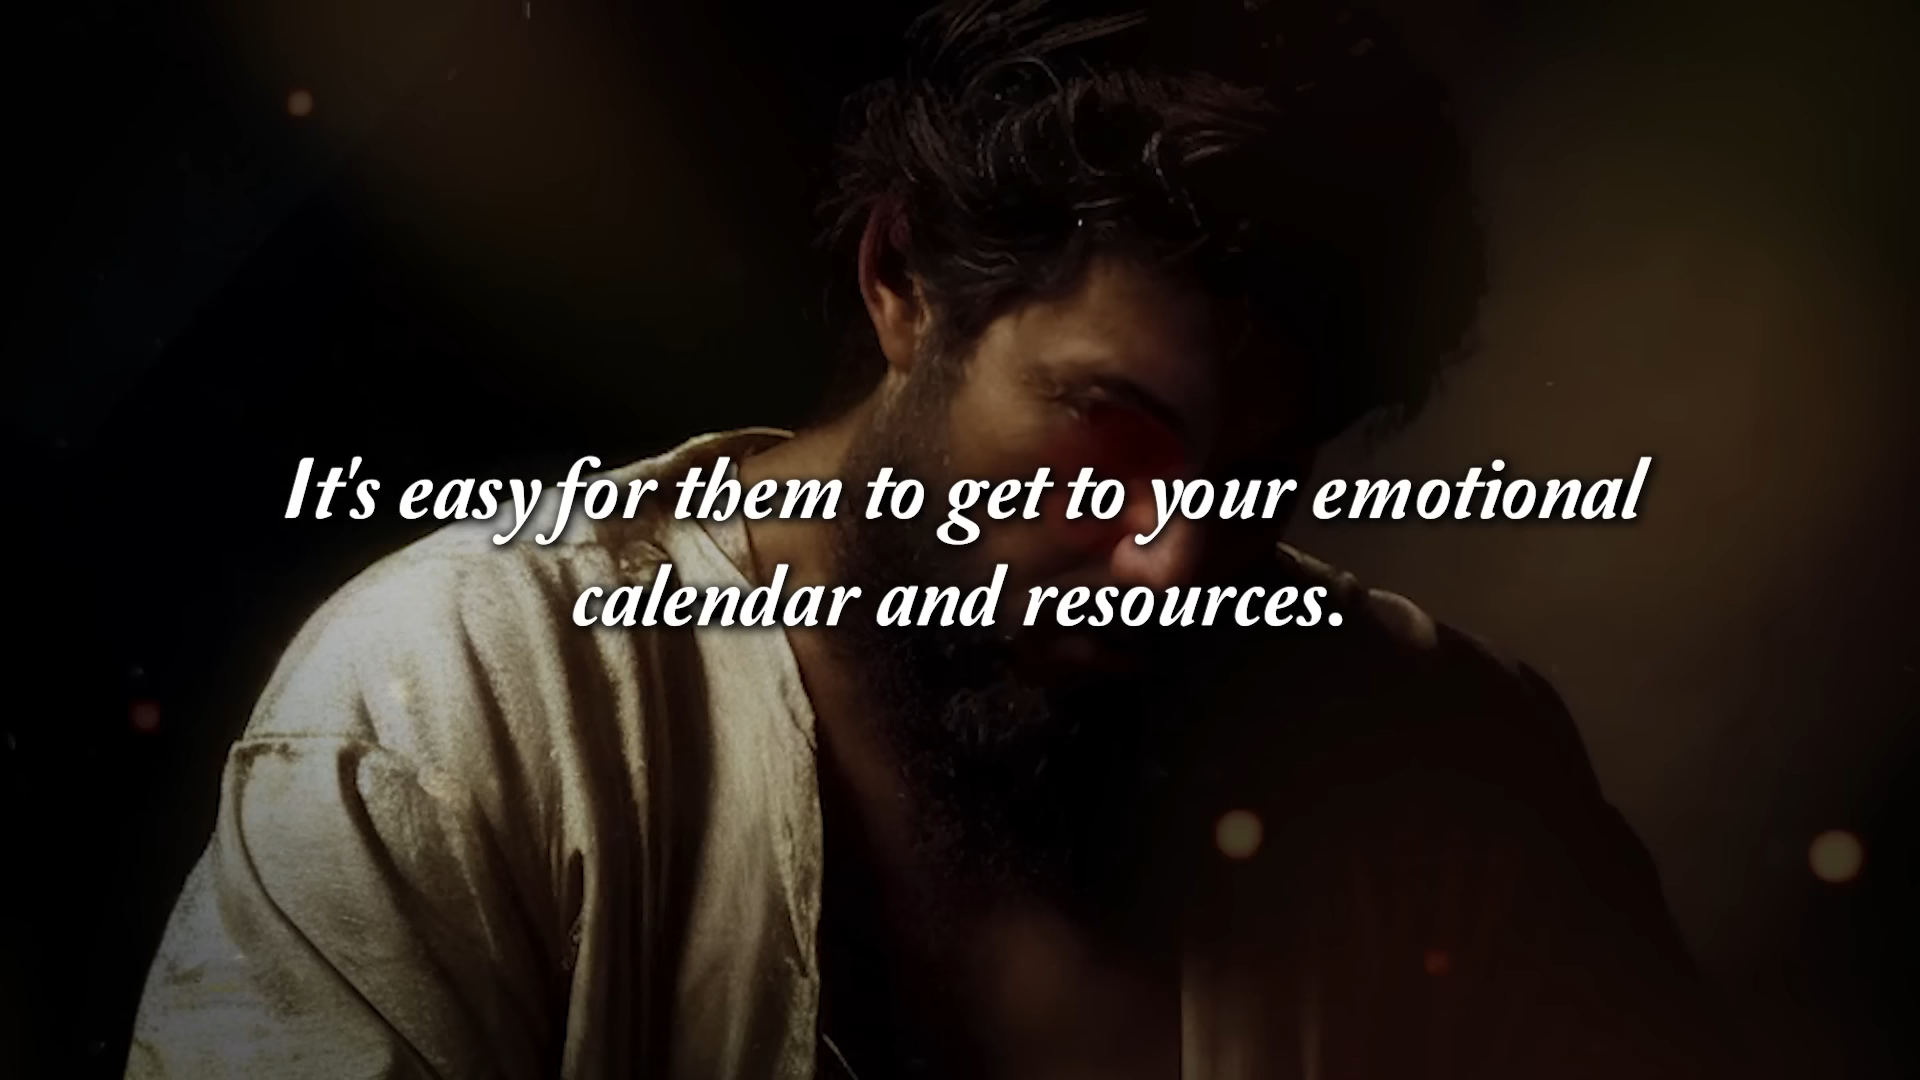 It's easy for them to get to your emotional
calendar and resources.